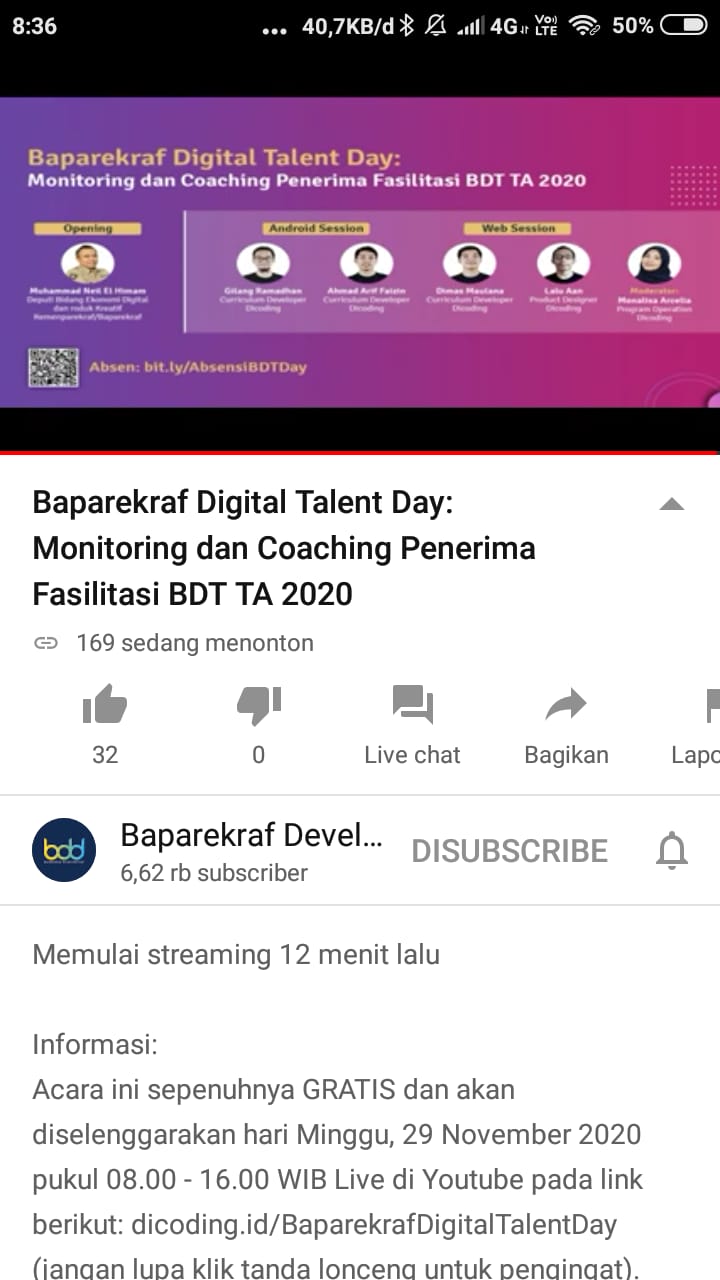 8:36
... 40,7KB/d 4G VoLTE 50%
Baparekraf Digital Talent Day:
Monitoring dan Coaching Penerima Fasilitasi BDT TA 2020
Opening
Android Session
Web Session
Muhammad Neil El Himam
Deputi Bidang Ekonomi Digital
dan Produk Kreatif
Kemenparekraf/Baparekraf
Gilang Ramadhan
Curriculum Developer
Dicoding
Ahmad Arif Faizin
Curriculum Developer
Dicoding
Dimas Maulana
Curriculum Developer
Dicoding
Lalu Aan
Product Designer
Dicoding
Moderator:
Monalisa Arcelia
Program Operation
Dicoding
Absen: bit.ly/AbsensiBDTDay
Baparekraf Digital Talent Day:
Monitoring dan Coaching Penerima
Fasilitasi BDT TA 2020
169 sedang menonton
32
0
Live chat
Bagikan
Lapo
bdd
Baparekraf Devel...
6,62 rb subscriber
DISUBSCRIBE
Memulai streaming 12 menit lalu
Informasi:
Acara ini sepenuhnya GRATIS dan akan
diselenggarakan hari Minggu, 29 November 2020
pukul 08.00 - 16.00 WIB Live di Youtube pada link
berikut: dicoding.id/BaparekrafDigitalTalentDay
(jangan lupa klik tanda lonceng untuk pengingat).